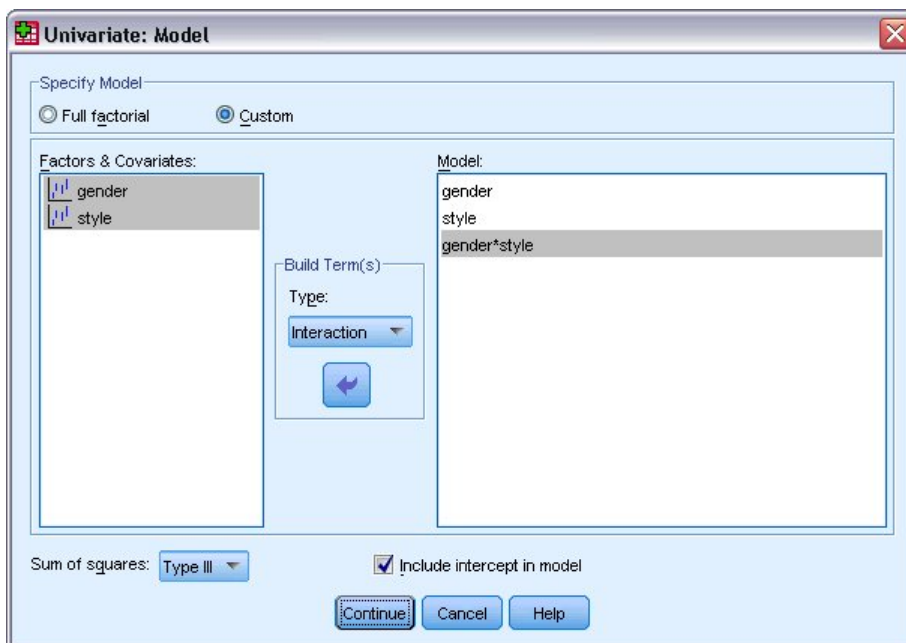 Univariate: Model
Specify Model
Full factorial
Custom
Factors & Covariates:
gender
style
Build Term(s)
Type:
Interaction
Model:
gender
style
gender*style
Sum of squares:
Type III
Include intercept in model
Continue
Cancel
Help